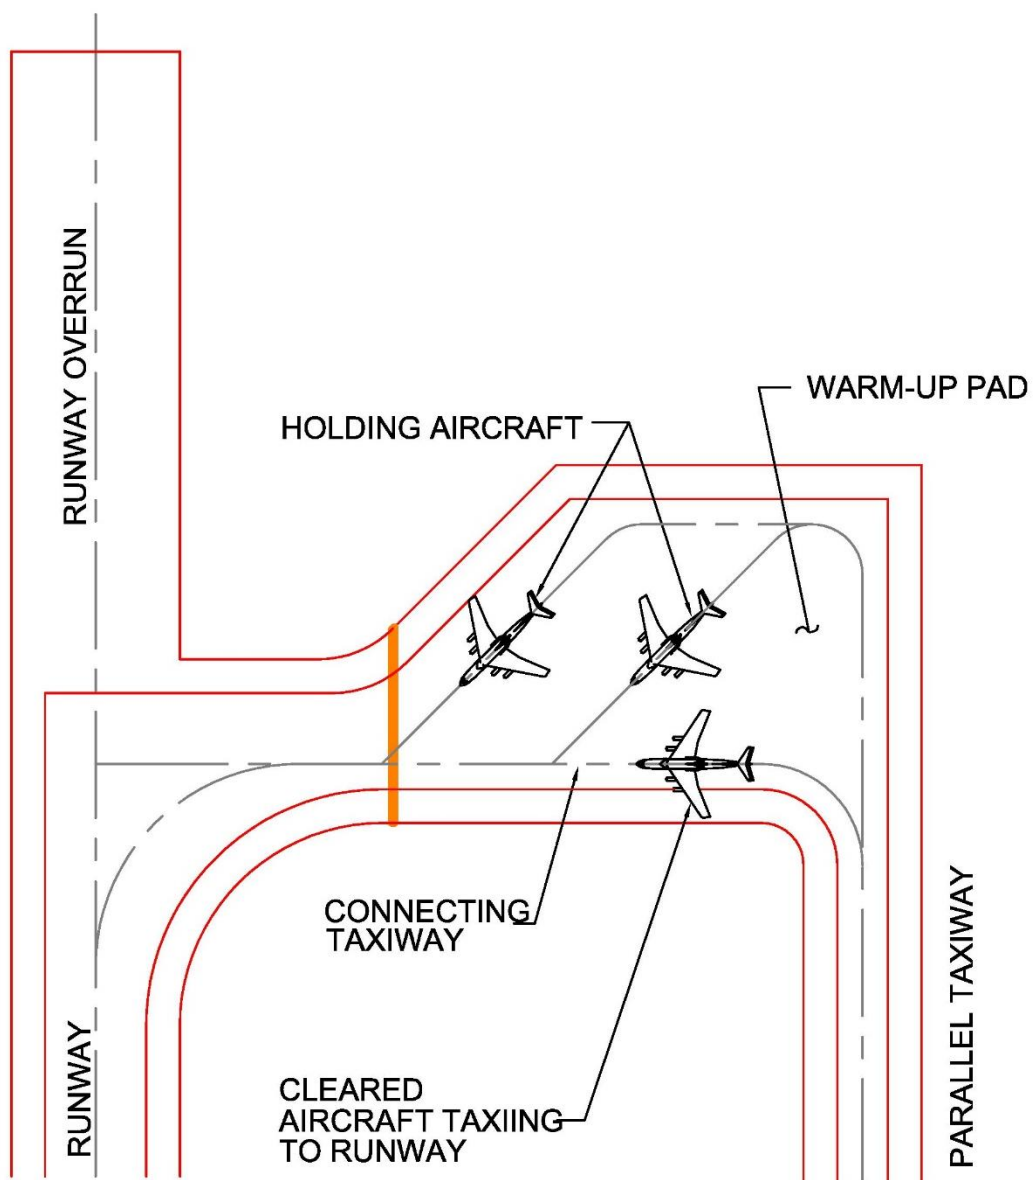 RUNWAY OVERRUN
WARM-UP PAD
HOLDING AIRCRAFT
CONNECTING
TAXIWAY
RUNWAY
CLEARED
AIRCRAFT TAXIING
TO RUNWAY
PARALLEL TAXIWAY